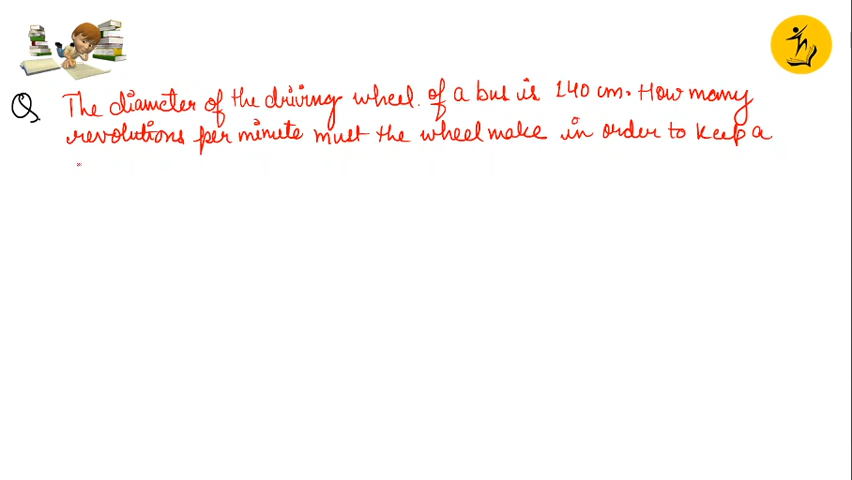 Q The diameter of the driving wheel. of a bus is 140 cm. How many
revolutions per minute must the wheel make in order to keep a